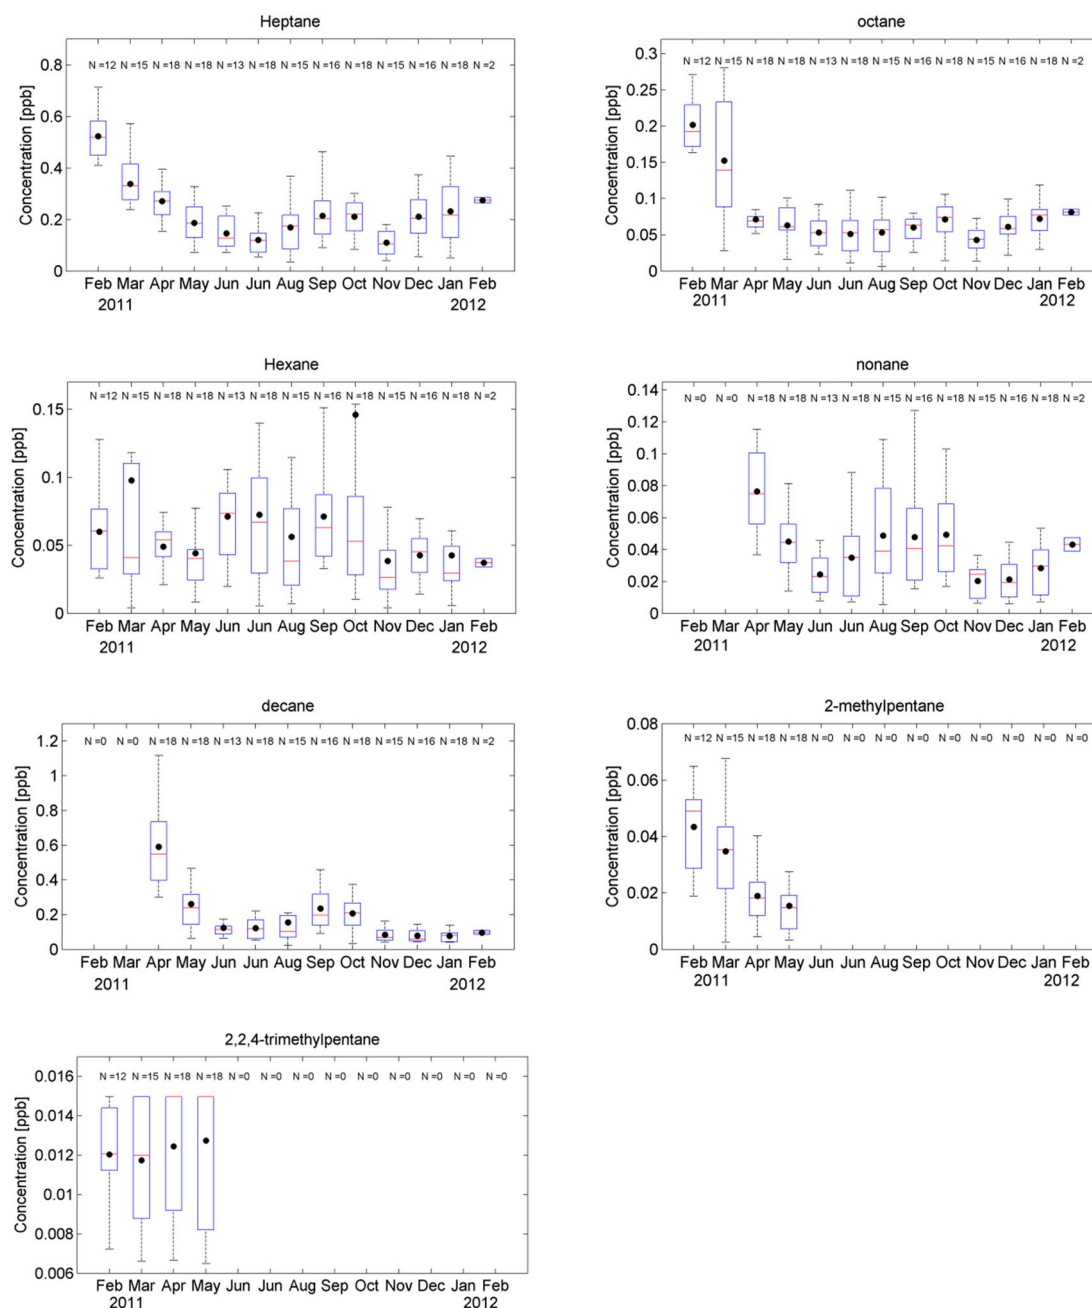 Heptane
Concentration [ppb]
0.8
0.6
0.4
0.2
0
N =12 N =15 N =18 N =18 N =13 N =18 N =15 N =16 N =18 N =15 N =16 N =18 N =2
Feb Mar Apr May Jun Jun Aug Sep Oct Nov Dec Jan Feb
2011 2012
octane
Concentration [ppb]
0.3
0.25
0.2
0.15
0.1
0.05
0
N =12 N =15 N =18 N =18 N =13 N =18 N =15 N =16 N =18 N =15 N =16 N =18 N =2
Feb Mar Apr May Jun Jun Aug Sep Oct Nov Dec Jan Feb
2011 2012
Hexane
Concentration [ppb]
0.15
0.1
0.05
0
N =12 N =15 N =18 N =18 N =13 N =18 N =15 N =16 N =18 N =15 N =16 N =18 N =2
Feb Mar Apr May Jun Jun Aug Sep Oct Nov Dec Jan Feb
2011 2012
nonane
Concentration [ppb]
0.14
0.12
0.1
0.08
0.06
0.04
0.02
0
N =0 N =0 N =18 N =18 N =13 N =18 N =15 N =16 N =18 N =15 N =16 N =18 N =2
Feb Mar Apr May Jun Jun Aug Sep Oct Nov Dec Jan Feb
2011 2012
decane
Concentration [ppb]
1.2
1
0.8
0.6
0.4
0.2
0
N =0 N =0 N =18 N =18 N =13 N =18 N =15 N =16 N =18 N =15 N =16 N =18 N =2
Feb Mar Apr May Jun Jun Aug Sep Oct Nov Dec Jan Feb
2011 2012
2-methylpentane
Concentration [ppb]
0.08
0.06
0.04
0.02
0
N =12 N =15 N =18 N =18 N =0 N =0 N =0 N =0 N =0 N =0 N =0 N =0 N =0
Feb Mar Apr May Jun Jun Aug Sep Oct Nov Dec Jan Feb
2011 2012
2,2,4-trimethylpentane
Concentration [ppb]
0.016
0.014
0.012
0.01
0.008
0.006
N =12 N =15 N =18 N =18 N =0 N =0 N =0 N =0 N =0 N =0 N =0 N =0 N =0
Feb Mar Apr May Jun Jun Aug Sep Oct Nov Dec Jan Feb
2011 2012